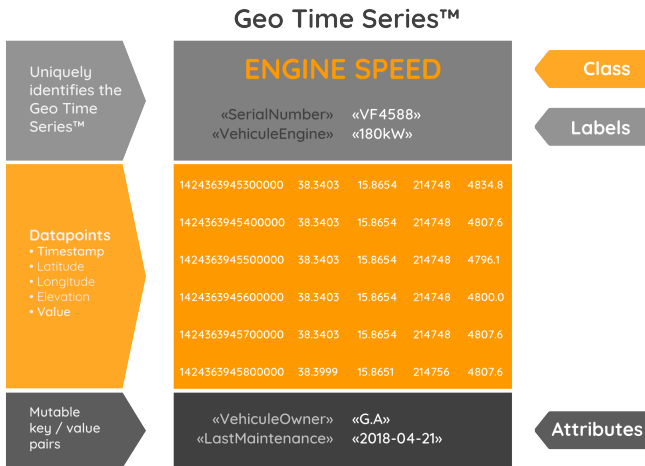 Geo Time Series™
Uniquely
identifies the
Geo Time
Series™
ENGINE SPEED
«SerialNumber» «VF4588»
«VehiculeEngine» «180kW»
Class
Labels
Datapoints
• Timestamp
• Latitude
• Longitude
• Elevation
• Value
1424363945300000 38.3403 15.8654 214748 4834.8
1424363945400000 38.3403 15.8654 214748 4807.6
1424363945500000 38.3403 15.8654 214748 4796.1
1424363945600000 38.3403 15.8654 214748 4800.0
1424363945700000 38.3403 15.8654 214748 4807.6
1424363945800000 38.3999 15.8651 214756 4807.6
Mutable
key / value
pairs
«VehiculeOwner» «G.A»
«LastMaintenance» «2018-04-21»
Attributes